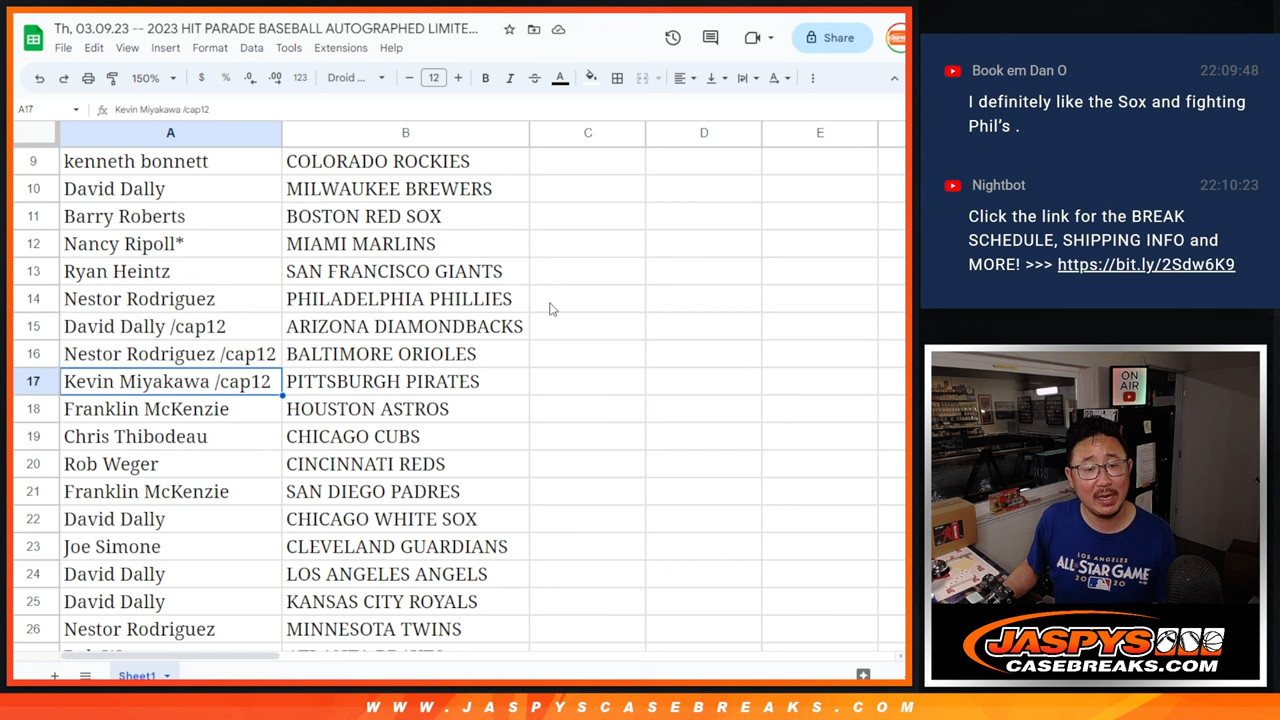 Th, 03.09.23 -- 2023 HIT PARADE BASEBALL AUTOGRAPHED LIMITE...
File Edit View Insert Format Data Tools Extensions Help
Share
150% $ % .0 .00 123 Droid ... 12 B I A
A17 fx Kevin Miyakawa /cap12
A B C D E
9 kenneth bonnett COLORADO ROCKIES
10 David Dally MILWAUKEE BREWERS
11 Barry Roberts BOSTON RED SOX
12 Nancy Ripoll* MIAMI MARLINS
13 Ryan Heintz SAN FRANCISCO GIANTS
14 Nestor Rodriguez PHILADELPHIA PHILLIES
15 David Dally /cap12 ARIZONA DIAMONDBACKS
16 Nestor Rodriguez /cap12 BALTIMORE ORIOLES
17 Kevin Miyakawa /cap12 PITTSBURGH PIRATES
18 Franklin McKenzie HOUSTON ASTROS
19 Chris Thibodeau CHICAGO CUBS
20 Rob Weger CINCINNATI REDS
21 Franklin McKenzie SAN DIEGO PADRES
22 David Dally CHICAGO WHITE SOX
23 Joe Simone CLEVELAND GUARDIANS
24 David Dally LOS ANGELES ANGELS
25 David Dally KANSAS CITY ROYALS
26 Nestor Rodriguez MINNESOTA TWINS
Sheet1
Book em Dan O 22:09:48
I definitely like the Sox and fighting
Phil's .
Nightbot 22:10:23
Click the link for the BREAK
SCHEDULE, SHIPPING INFO and
MORE! >>> https://bit.ly/2Sdw6K9
ON
AIR
LOS ANGELES
ALL-STAR GAME
2020
JASPYS
CASEBREAKS.COM
WWW.JASPYSCASEBREAKS.COM